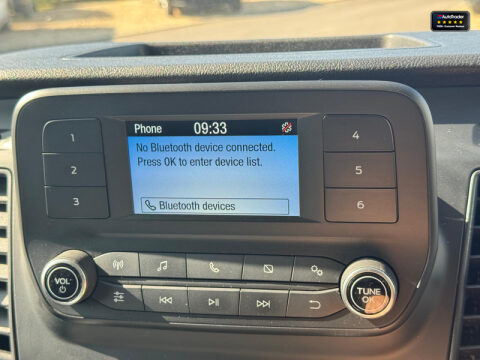 AutoTrader
Phone 09:33
No Bluetooth device connected.
Press OK to enter device list.
Bluetooth devices
1
2
3
4
5
6
VOL
TUNE
OK